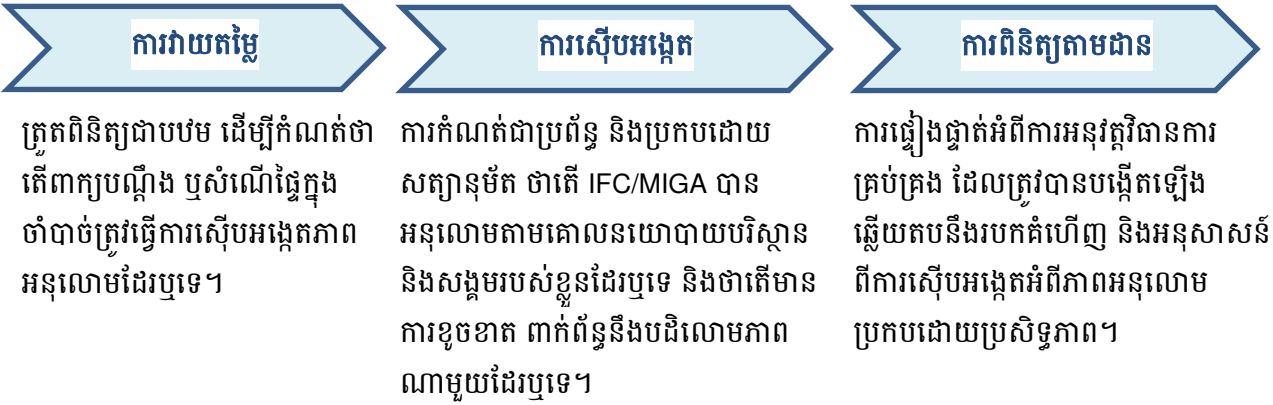 ការវាយតម្លៃ
ត្រួតពិនិត្យជាបឋម ដើម្បីកំណត់ថា
តើពាក្យបណ្ដឹង ឬសំណើផ្ទៃក្នុង
ចាំបាច់ត្រូវធ្វើការស៊ើបអង្កេតភាព
អនុលោមដែរឬទេ។
ការស៊ើបអង្កេត
ការកំណត់ជាប្រព័ន្ធ និងប្រកបដោយ
សត្យានុម័ត ថាតើ IFC/MIGA បាន
អនុលោមតាមគោលនយោបាយបរិស្ថាន
និងសង្គមរបស់ខ្លួនដែរឬទេ និងថាតើមាន
ការខូចខាត ពាក់ព័ន្ធនឹងបដិលោមភាព
ណាមួយដែរឬទេ។
ការពិនិត្យតាមដាន
ការផ្ទៀងផ្ទាត់អំពីការអនុវត្តវិធានការ
គ្រប់គ្រង ដែលត្រូវបានបង្កើតឡើង
ឆ្លើយតបនឹងរបកគំហើញ និងអនុសាសន៍
ពីការស៊ើបអង្កេតអំពីភាពអនុលោម
ប្រកបដោយប្រសិទ្ធភាព។